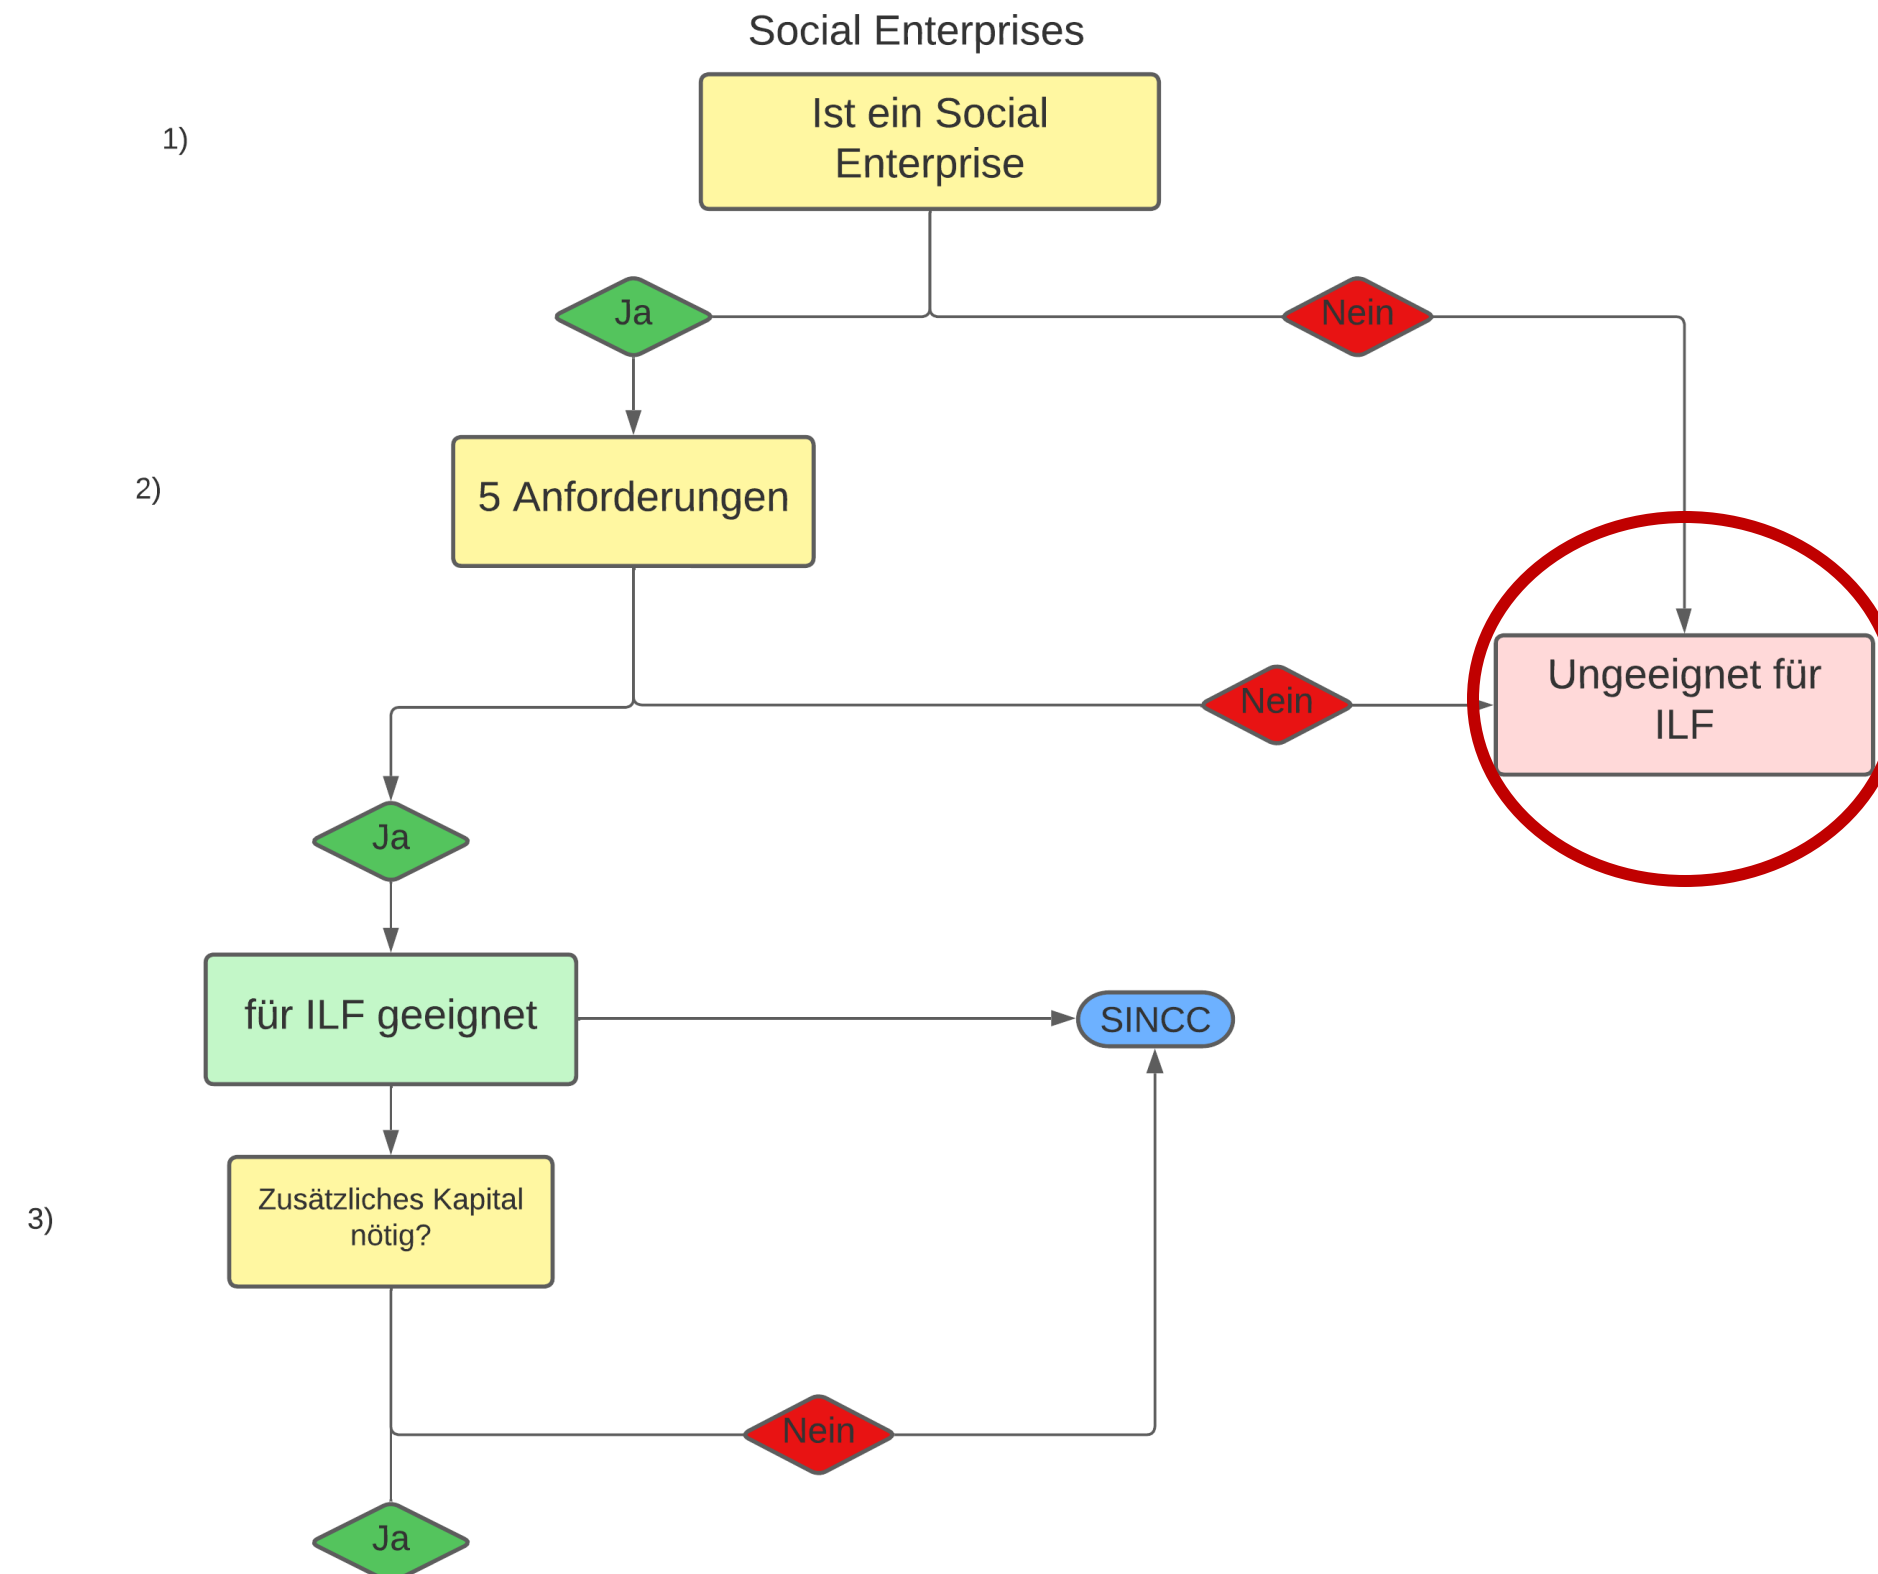 Social Enterprises
1)
Ist ein Social
Enterprise
Ja
Nein
2)
5 Anforderungen
Nein
Ungeeignet für
ILF
Ja
für ILF geeignet
SINCC
3)
Zusätzliches Kapital
nötig?
Nein
Ja